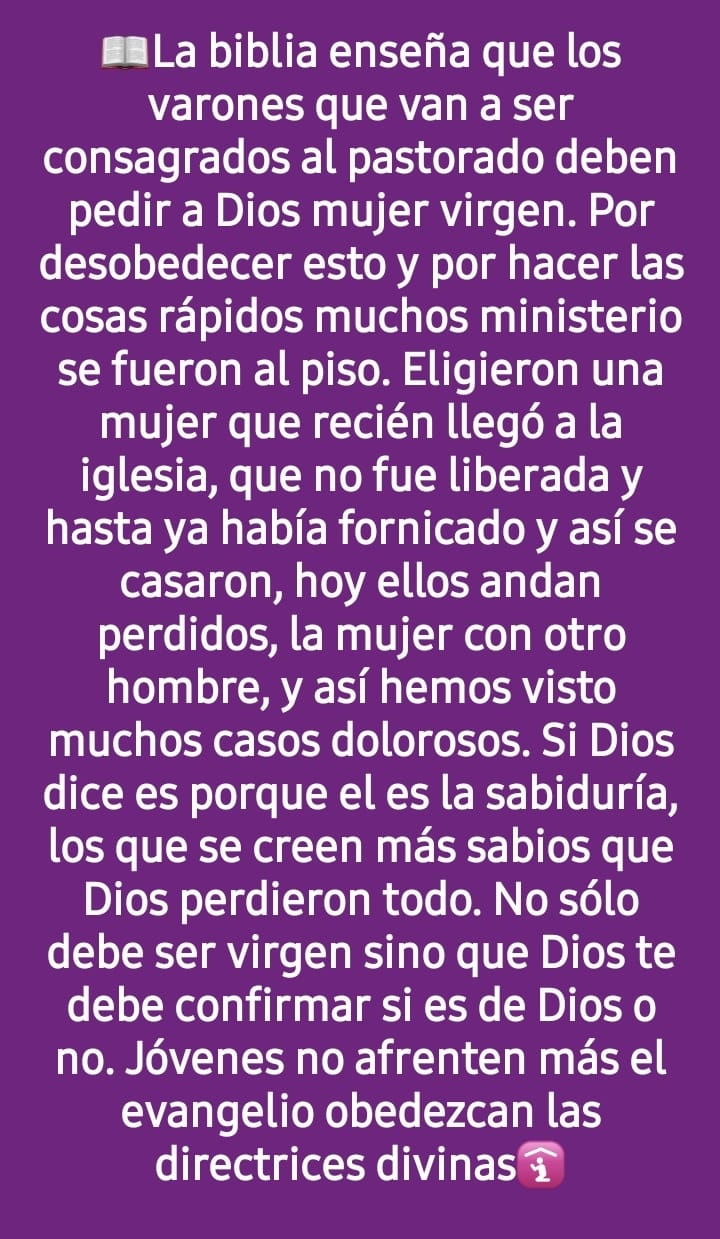 📖La biblia enseña que los
varones que van a ser
consagrados al pastorado deben
pedir a Dios mujer virgen. Por
desobedecer esto y por hacer las
cosas rápidos muchos ministerio
se fueron al piso. Eligieron una
mujer que recién llegó a la
iglesia, que no fue liberada y
hasta ya había fornicado y así se
casaron, hoy ellos andan
perdidos, la mujer con otro
hombre, y así hemos visto
muchos casos dolorosos. Si Dios
dice es porque el es la sabiduría,
los que se creen más sabios que
Dios perdieron todo. No sólo
debe ser virgen sino que Dios te
debe confirmar si es de Dios o
no. Jóvenes no afrenten más el
evangelio obedezcan las
directrices divinas🛐